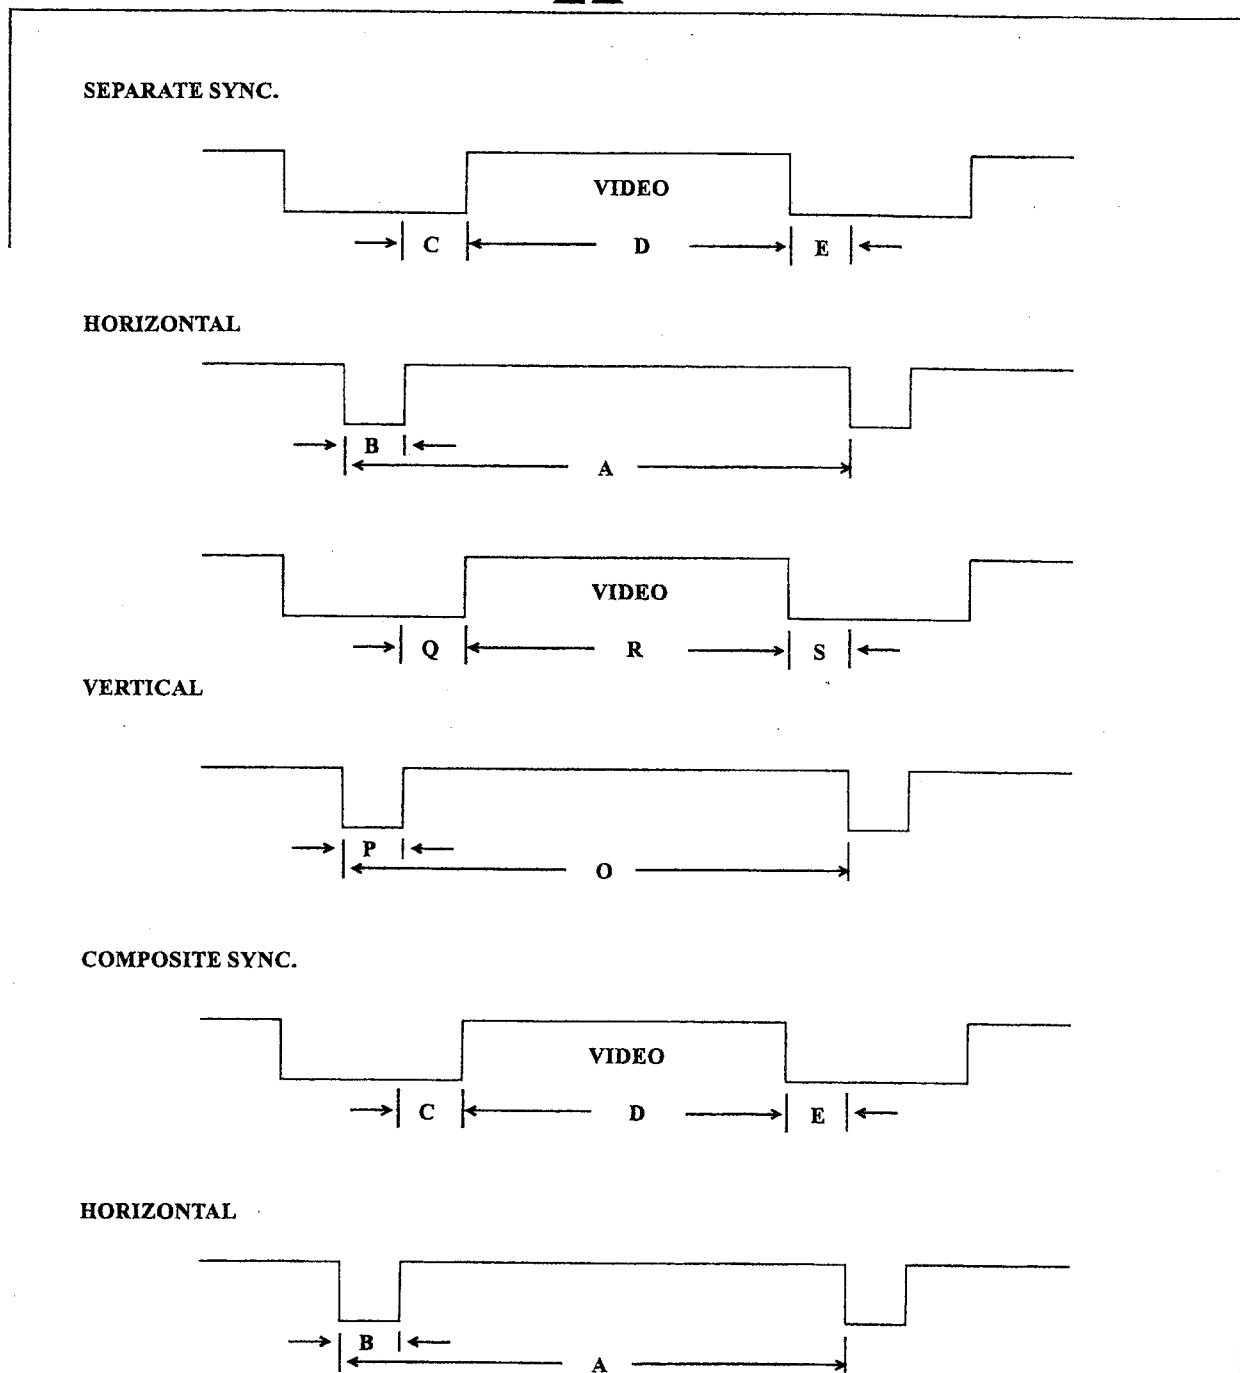 SEPARATE SYNC.
VIDEO
C D E
HORIZONTAL
B
A
VIDEO
Q R S
VERTICAL
P
O
COMPOSITE SYNC.
VIDEO
C D E
HORIZONTAL
B
A